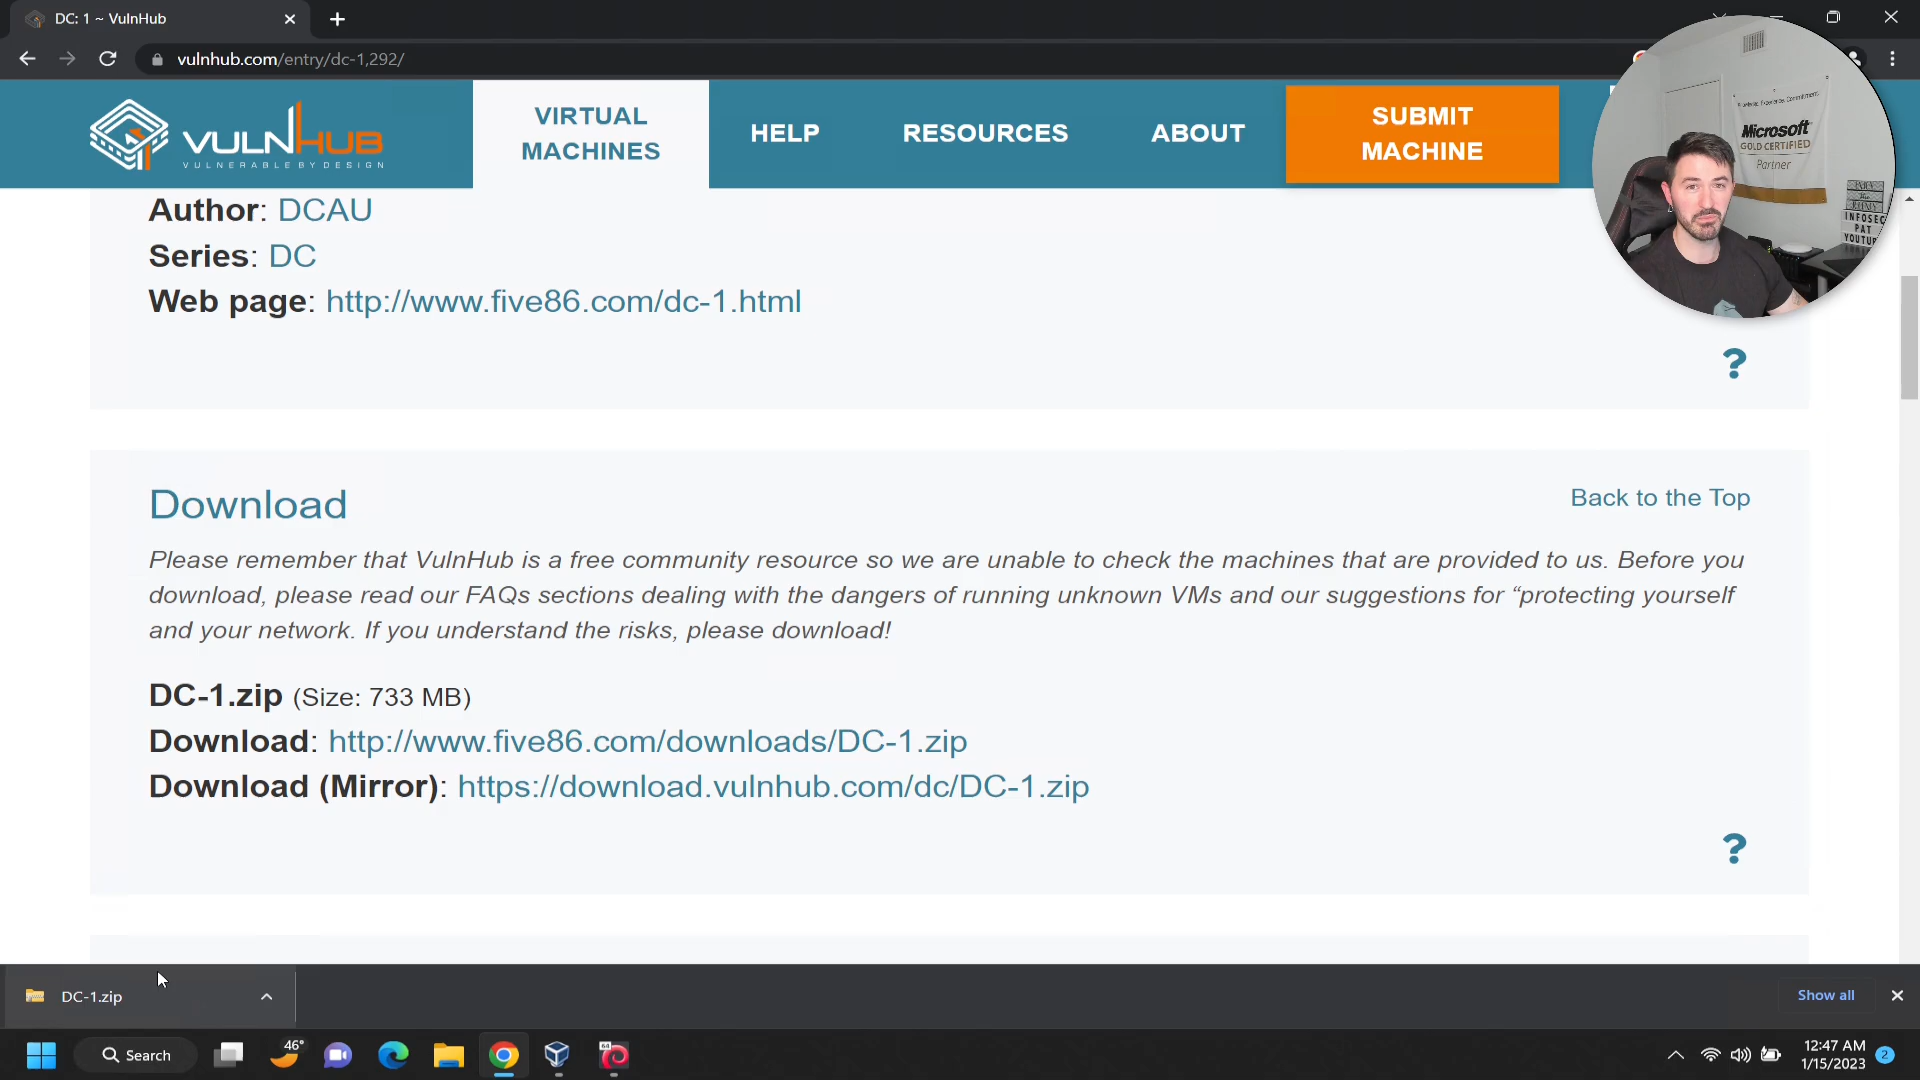 DC: 1 ~ VulnHub
vulnhub.com/entry/dc-1,292/
VULNHUB
VULNERABLE BY DESIGN
VIRTUAL
MACHINES
HELP
RESOURCES
ABOUT
SUBMIT
MACHINE
Microsoft
GOLD CERTIFIED
Partner
INFOSEC
PAT
YOUTU
Author: DCAU
Series: DC
Web page: http://www.five86.com/dc-1.html
?
Download
Back to the Top
Please remember that VulnHub is a free community resource so we are unable to check the machines that are provided to us. Before you
download, please read our FAQs sections dealing with the dangers of running unknown VMs and our suggestions for “protecting yourself
and your network. If you understand the risks, please download!
DC-1.zip (Size: 733 MB)
Download: http://www.five86.com/downloads/DC-1.zip
Download (Mirror): https://download.vulnhub.com/dc/DC-1.zip
?
DC-1.zip
Show all
Search
46°
64
12:47 AM
1/15/2023
2